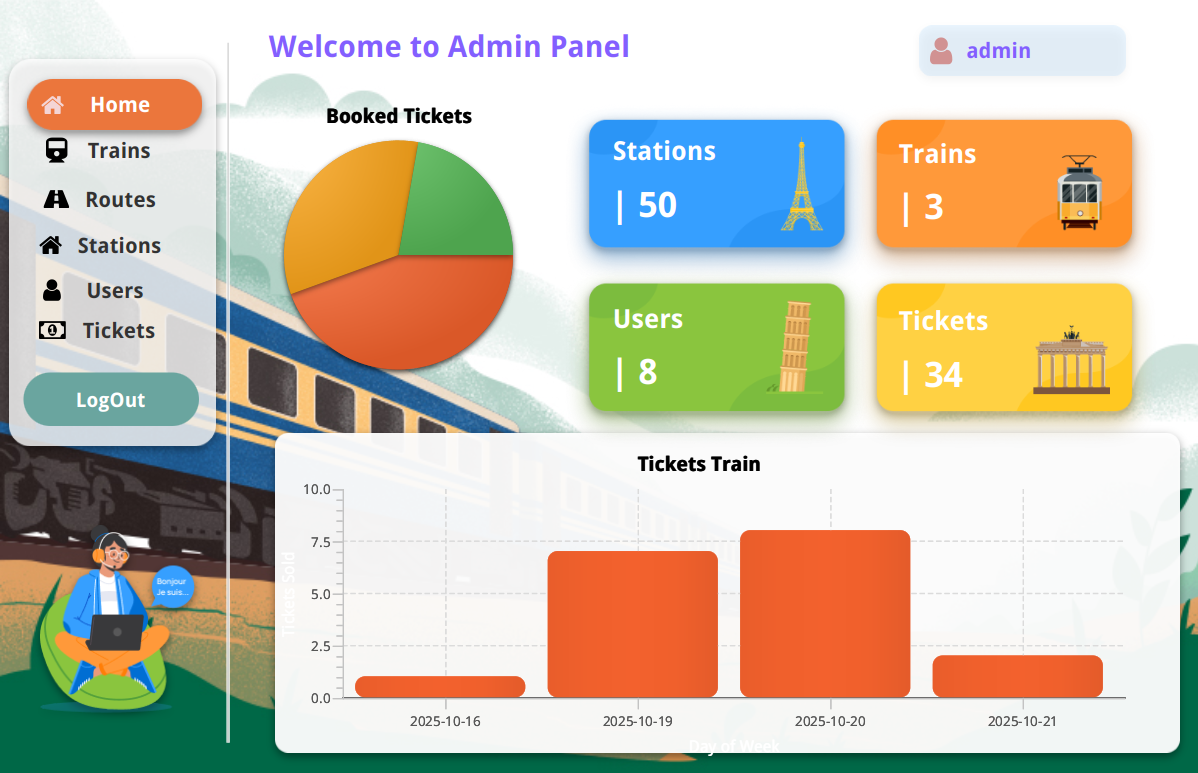 Welcome to Admin Panel
admin
Home
Trains
Routes
Stations
Users
Tickets
LogOut
Bonjour
Je suis...
Booked Tickets
Stations
| 50
Trains
| 3
Users
| 8
Tickets
| 34
Tickets Train
Tickets Sold
10.0
7.5
5.0
2.5
0.0
2025-10-16
2025-10-19
2025-10-20
2025-10-21
Day of Week